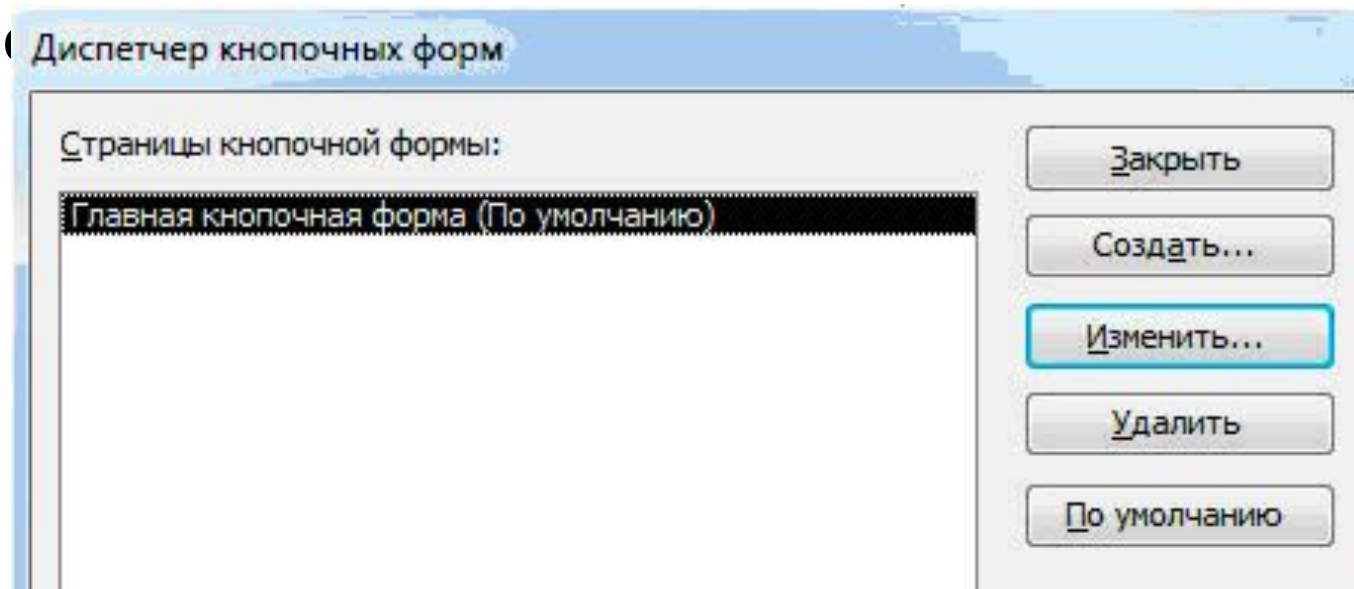 Диспетчер кнопочных форм
Страницы кнопочной формы:
Главная кнопочная форма (По умолчанию)
Закрыть
Создать...
Изменить...
Удалить
По умолчанию